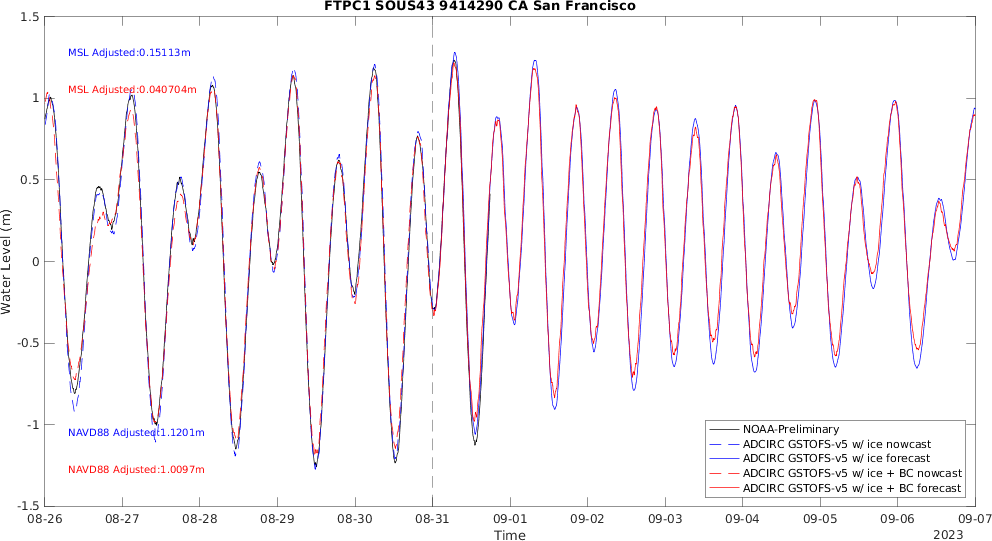 FTPC1 SOUS43 9414290 CA San Francisco
1.5
1
0.5
0
-0.5
-1
-1.5
Water Level (m)
MSL Adjusted:0.15113m
MSL Adjusted:0.040704m
NAVD88 Adjusted:1.1201m
NAVD88 Adjusted:1.0097m
NOAA-Preliminary
ADCIRC GSTOFS-v5 w/ ice nowcast
ADCIRC GSTOFS-v5 w/ ice forecast
ADCIRC GSTOFS-v5 w/ ice + BC nowcast
ADCIRC GSTOFS-v5 w/ ice + BC forecast
08-26 08-27 08-28 08-29 08-30 08-31 09-01 09-02 09-03 09-04 09-05 09-06 09-07
Time
2023